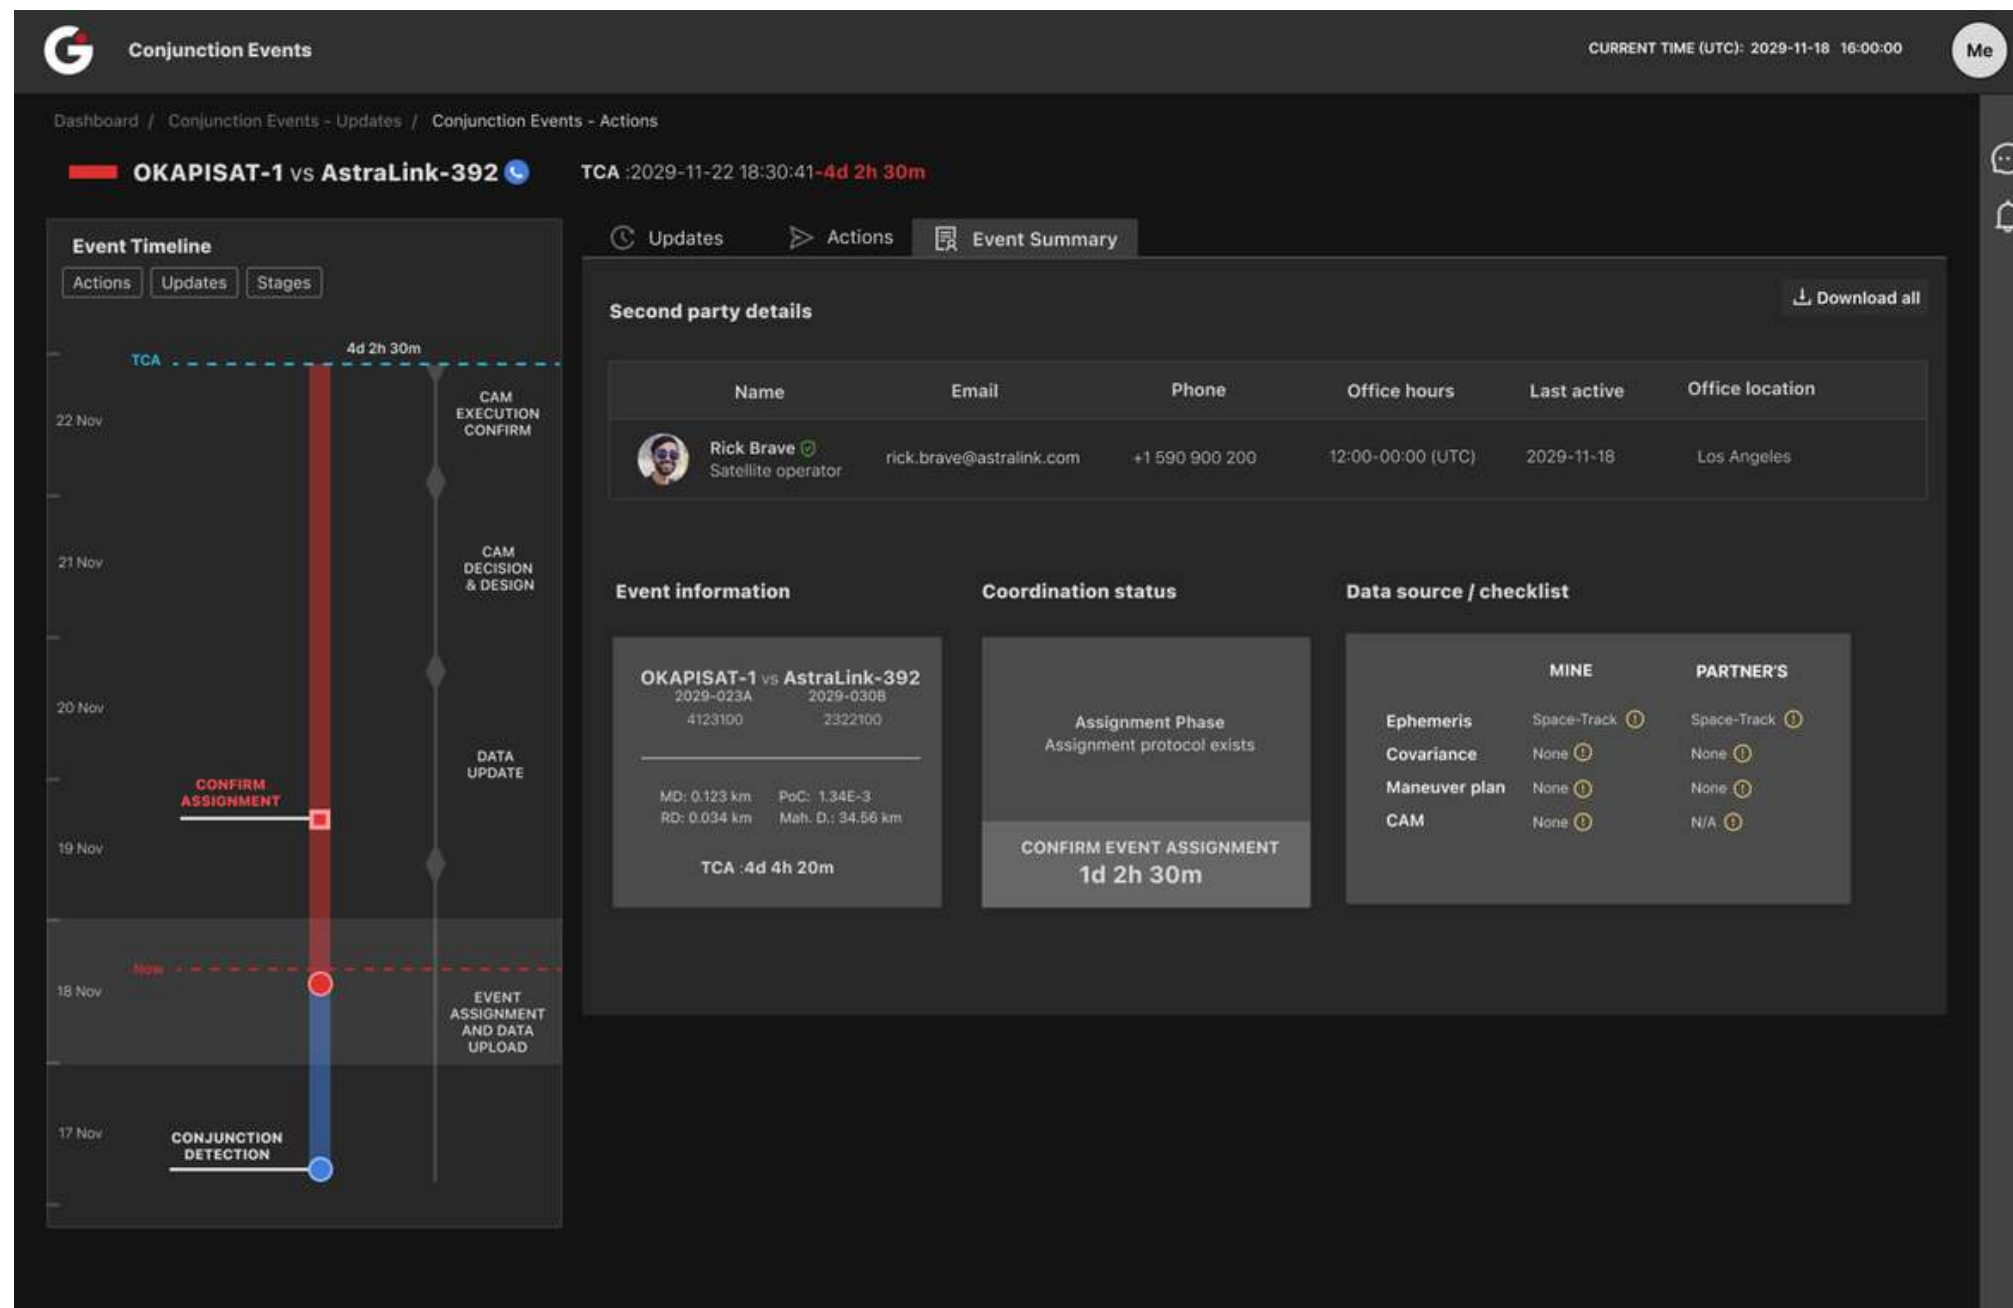 Conjunction Events
CURRENT TIME (UTC): 2029-11-18 16:00:00
Me
Dashboard / Conjunction Events - Updates / Conjunction Events - Actions
OKAPISAT-1 vs AstraLink-392
TCA :2029-11-22 18:30:41-4d 2h 30m
Event Timeline
Actions Updates Stages
TCA
4d 2h 30m
CAM
EXECUTION
CONFIRM
22 Nov
21 Nov
CAM
DECISION
& DESIGN
20 Nov
DATA
UPDATE
CONFIRM
ASSIGNMENT
19 Nov
Now
18 Nov
EVENT
ASSIGNMENT
AND DATA
UPLOAD
17 Nov
CONJUNCTION
DETECTION
Updates Actions Event Summary
Second party details
Download all
Name Email Phone Office hours Last active Office location
Rick Brave
Satellite operator
rick.brave@astralink.com +1 590 900 200 12:00-00:00 (UTC) 2029-11-18 Los Angeles
Event information
OKAPISAT-1 vs AstraLink-392
2029-023A 2029-030B
4123100 2322100
MD: 0.123 km PoC: 1.34E-3
RD: 0.034 km Mah. D.: 34.56 km
TCA :4d 4h 20m
Coordination status
Assignment Phase
Assignment protocol exists
CONFIRM EVENT ASSIGNMENT
1d 2h 30m
Data source / checklist
MINE PARTNER'S
Ephemeris Space-Track Space-Track
Covariance None None
Maneuver plan None None
CAM None N/A